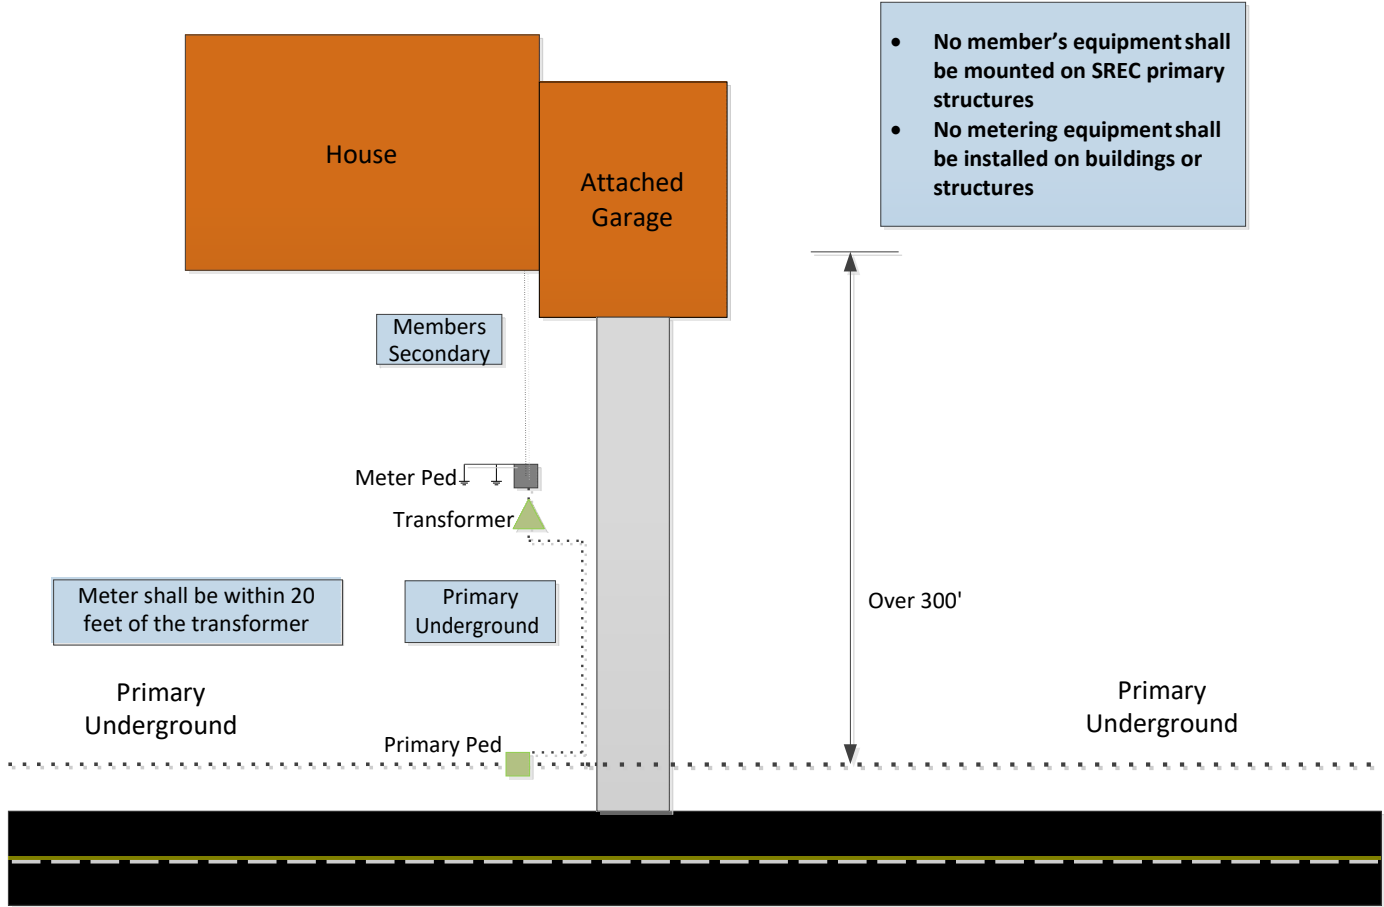 • No member’s equipment shall
be mounted on SREC primary
structures
• No metering equipment shall
be installed on buildings or
structures
House
Attached
Garage
Members
Secondary
Meter Ped
Transformer
Meter shall be within 20
feet of the transformer
Primary
Underground
Over 300'
Primary
Underground
Primary
Underground
Primary Ped